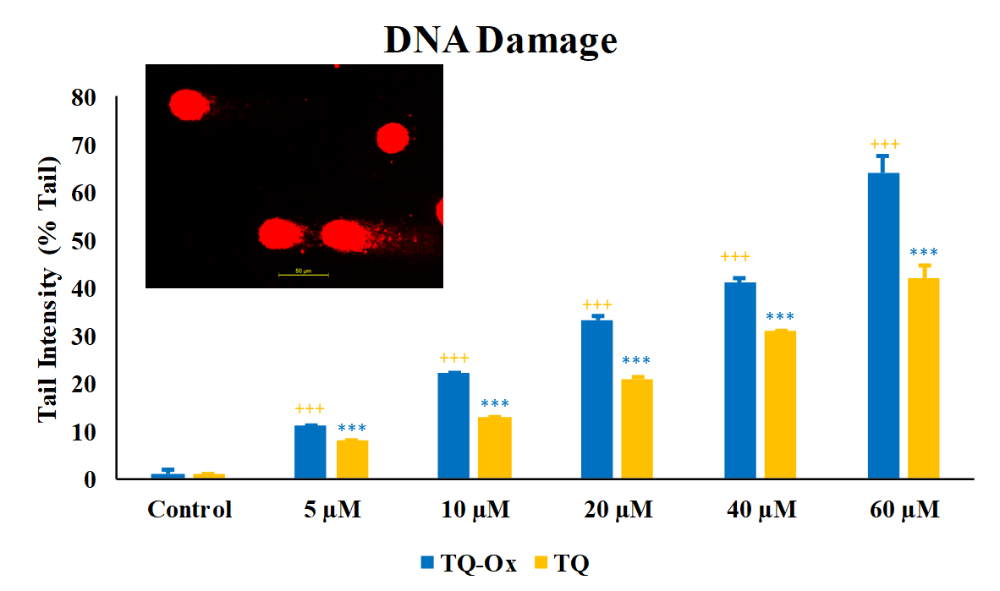 DNA Damage
Tail Intensity (% Tail)
80
70
60
50
40
30
20
10
0
50 µm
+++
***
+++
***
+++
***
+++
***
+++
***
Control
5 µM
10 µM
20 µM
40 µM
60 µM
TQ-Ox
TQ